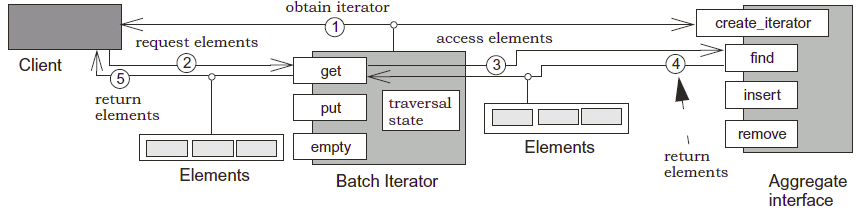 obtain iterator
1
create_iterator
request elements
access elements
Client
2
get
3
4
find
5
return
elements
put
traversal
state
insert
empty
remove
Elements
Elements
Batch Iterator
return
elements
Aggregate
interface